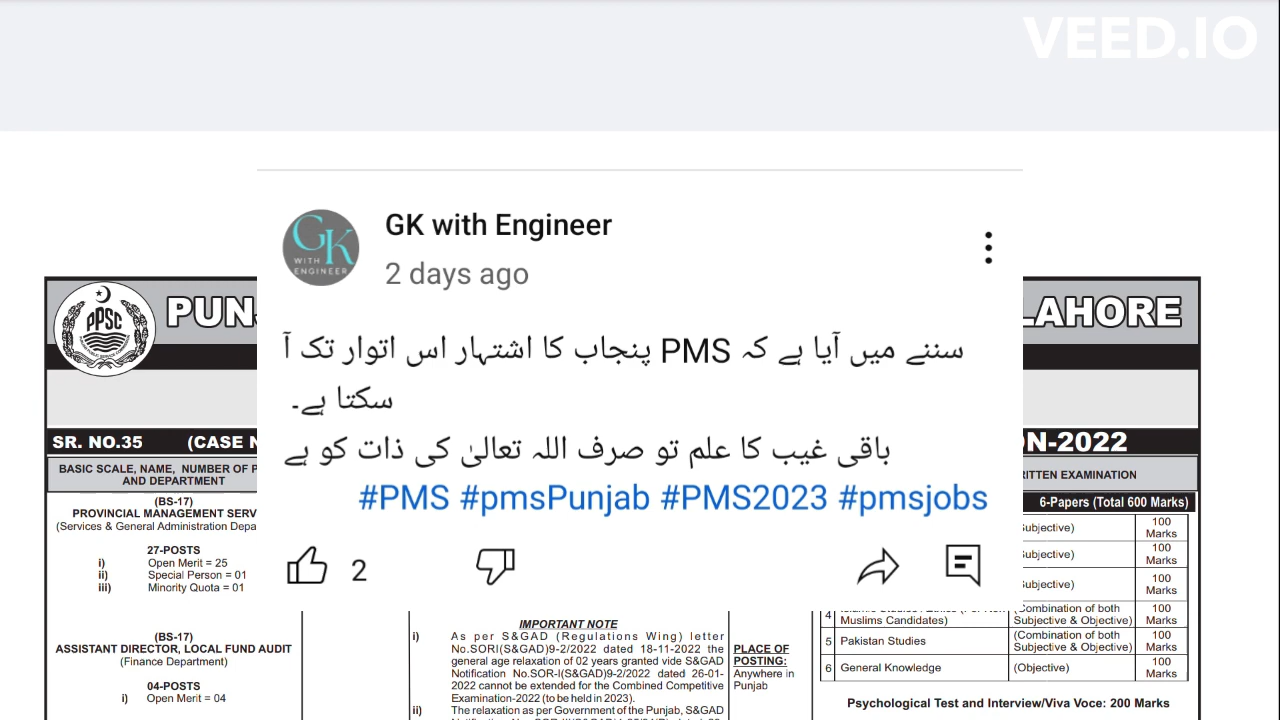 VEED.IO
GK with Engineer
2 days ago
GK
WITH
ENGINEER
سننے میں آیا ہے کہ PMS پنجاب کا اشتہار اس اتوار تک آ
سکتا ہے۔
باقی غیب کا علم تو صرف اللہ تعالیٰ کی ذات کو ہے
#PMS #pmsPunjab #PMS2023 #pmsjobs
2
PPSC
PUN
LAHORE
SR. NO.35 (CASE N
ON-2022
BASIC SCALE, NAME, NUMBER OF P
AND DEPARTMENT
(BS-17)
PROVINCIAL MANAGEMENT SERV
(Services & General Administration Depa
27-POSTS
i) Open Merit = 25
ii) Special Person = 01
iii) Minority Quota = 01
(BS-17)
ASSISTANT DIRECTOR, LOCAL FUND AUDIT
(Finance Department)
04-POSTS
i) Open Merit = 04
IMPORTANT NOTE
i) As per S&GAD (Regulations Wing) letter
No.SORI(S&GAD)9-2/2022 dated 18-11-2022 the
general age relaxation of 02 years granted vide S&GAD
Notification No.SOR-I(S&GAD)9-2/2022 dated 26-01-
2022 cannot be extended for the Combined Competitive
Examination-2022 (to be held in 2023).
ii) The relaxation as per Government of the Punjab, S&GAD
PLACE OF
POSTING:
Anywhere in
Punjab
RITTEN EXAMINATION
6-Papers (Total 600 Marks)
Subjective) 100 Marks
Subjective) 100 Marks
Subjective) 100 Marks
4 Muslims Candidates) (Combination of both Subjective & Objective) 100 Marks
5 Pakistan Studies (Combination of both Subjective & Objective) 100 Marks
6 General Knowledge (Objective) 100 Marks
Psychological Test and Interview/Viva Voce: 200 Marks